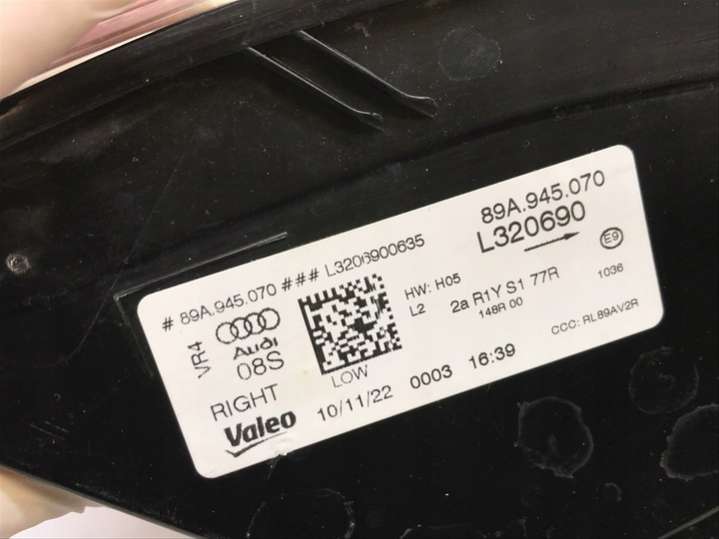 # 89A.945.070 ### L3206900635
VR4
Audi
08S
RIGHT
Valeo
LOW
10/11/22 0003 16:39
HW: H05
L2
89A.945.070
L320690
2a R1Y S1 77R
148R 00
E9
1036
CCC: RL89AV2R